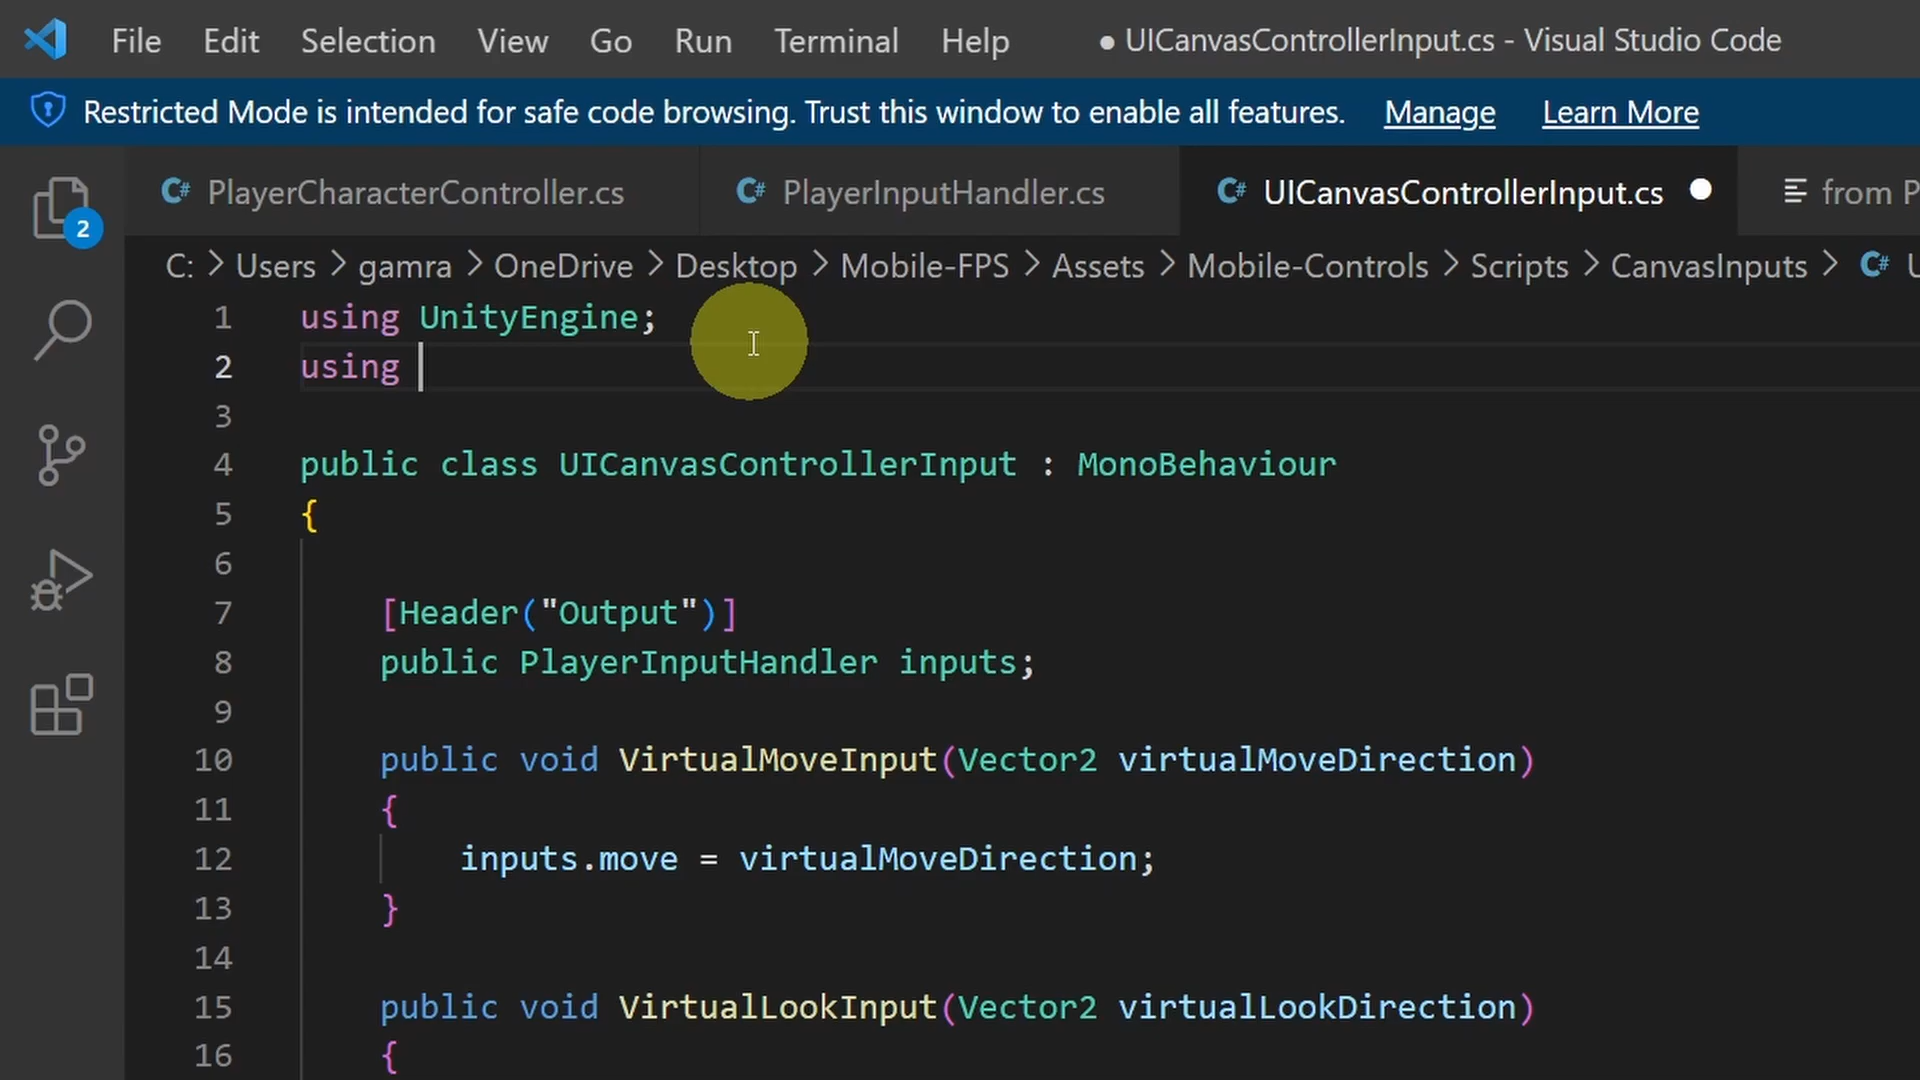 File Edit Selection View Go Run Terminal Help ● UICanvasControllerInput.cs - Visual Studio Code
Restricted Mode is intended for safe code browsing. Trust this window to enable all features. Manage Learn More
PlayerCharacterController.cs PlayerInputHandler.cs UICanvasControllerInput.cs from P
2
C: > Users > gamra > OneDrive > Desktop > Mobile-FPS > Assets > Mobile-Controls > Scripts > CanvasInputs >
1 using UnityEngine;
2 using
3
4 public class UICanvasControllerInput : MonoBehaviour
5 {
6
7 [Header("Output")]
8 public PlayerInputHandler inputs;
9
10 public void VirtualMoveInput(Vector2 virtualMoveDirection)
11 {
12 inputs.move = virtualMoveDirection;
13 }
14
15 public void VirtualLookInput(Vector2 virtualLookDirection)
16 {